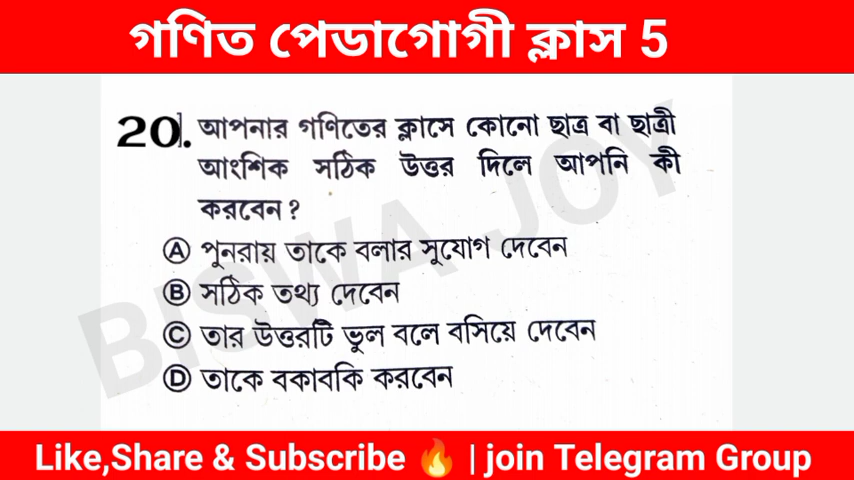 গণিত পেডাগোগী ক্লাস 5
20. আপনার গণিতের ক্লাসে কোনো ছাত্র বা ছাত্রী
আংশিক সঠিক উত্তর দিলে আপনি কী
করবেন?
Ⓐ পুনরায় তাকে বলার সুযোগ দেবেন
Ⓑ সঠিক তথ্য দেবেন
Ⓒ তার উত্তরটি ভুল বলে বসিয়ে দেবেন
Ⓓ তাকে বকাবকি করবেন
BISWA JOY
Like,Share & Subscribe 🔥 | join Telegram Group